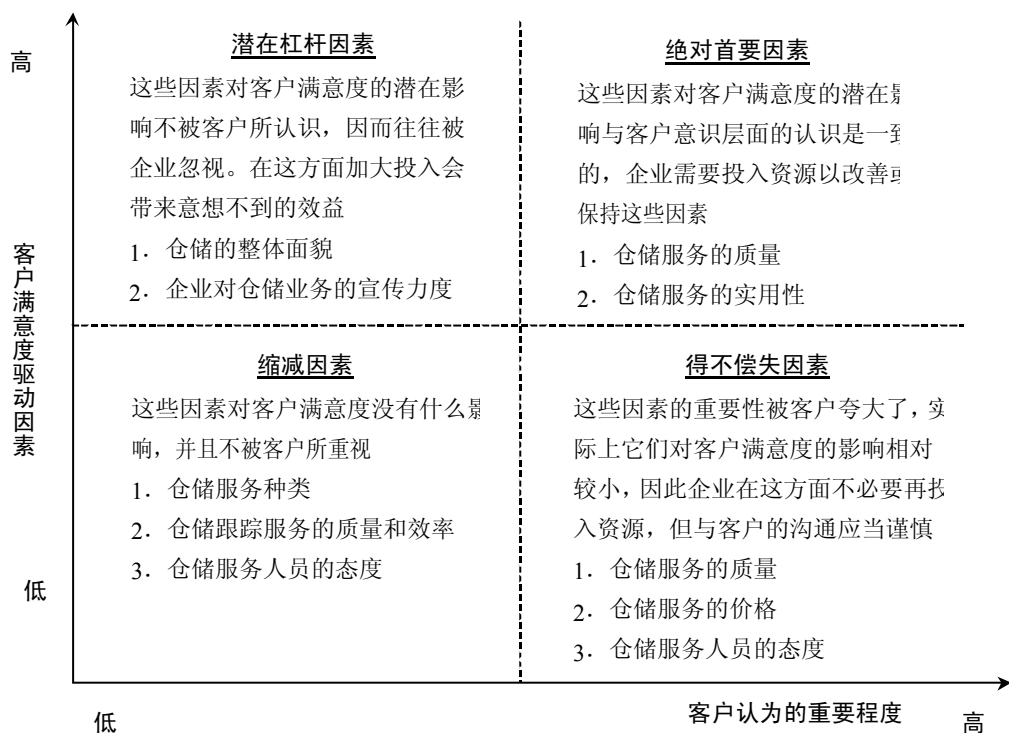 高
潜在杠杆因素
这些因素对客户满意度的潜在影
响不被客户所认识，因而往往被
企业忽视。在这方面加大投入会
带来意想不到的效益
1．仓储的整体面貌
2．企业对仓储业务的宣传力度
绝对首要因素
这些因素对客户满意度的潜在影
响与客户意识层面的认识是一致
的，企业需要投入资源以改善或
保持这些因素
1．仓储服务的质量
2．仓储服务的实用性
客户满意度驱动因素
缩减因素
这些因素对客户满意度没有什么影
响，并且不被客户所重视
1．仓储服务种类
2．仓储跟踪服务的质量和效率
3．仓储服务人员的态度
得不偿失因素
这些因素的重要性被客户夸大了，实
际上它们对客户满意度的影响相对
较小，因此企业在这方面不必要再投
入资源，但与客户的沟通应当谨慎
1．仓储服务的质量
2．仓储服务的价格
3．仓储服务人员的态度
低
低
客户认为的重要程度
高